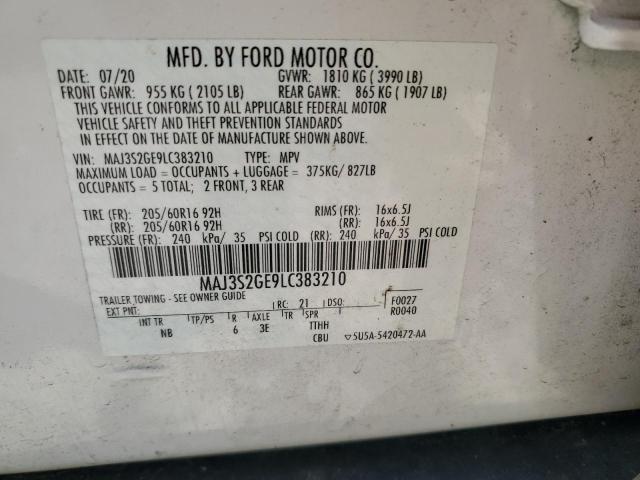 MFD. BY FORD MOTOR CO.
DATE: 07/20 GVWR: 1810 KG ( 3990 LB)
FRONT GAWR: 955 KG ( 2105 LB) REAR GAWR: 865 KG ( 1907 LB)
THIS VEHICLE CONFORMS TO ALL APPLICABLE FEDERAL MOTOR
VEHICLE SAFETY AND THEFT PREVENTION STANDARDS
IN EFFECT ON THE DATE OF MANUFACTURE SHOWN ABOVE.
VIN: MAJ3S2GE9LC383210 TYPE: MPV
MAXIMUM LOAD = OCCUPANTS + LUGGAGE = 375KG/ 827LB
OCCUPANTS = 5 TOTAL; 2 FRONT, 3 REAR
TIRE (FR): 205/60R16 92H RIMS (FR): 16x6.5J
(RR): 205/60R16 92H (RR): 16x6.5J
PRESSURE (FR): 240 kPa/ 35 PSI COLD (RR): 240 kPa/ 35 PSI COLD
MAJ3S2GE9LC383210
TRAILER TOWING - SEE OWNER GUIDE F0027
EXT PNT: RC: 21 DSO: R0040
INT TR TP/PS R AXLE TR SPR
NB 6 3E TTHH
CBU ▽5U5A-5420472-AA